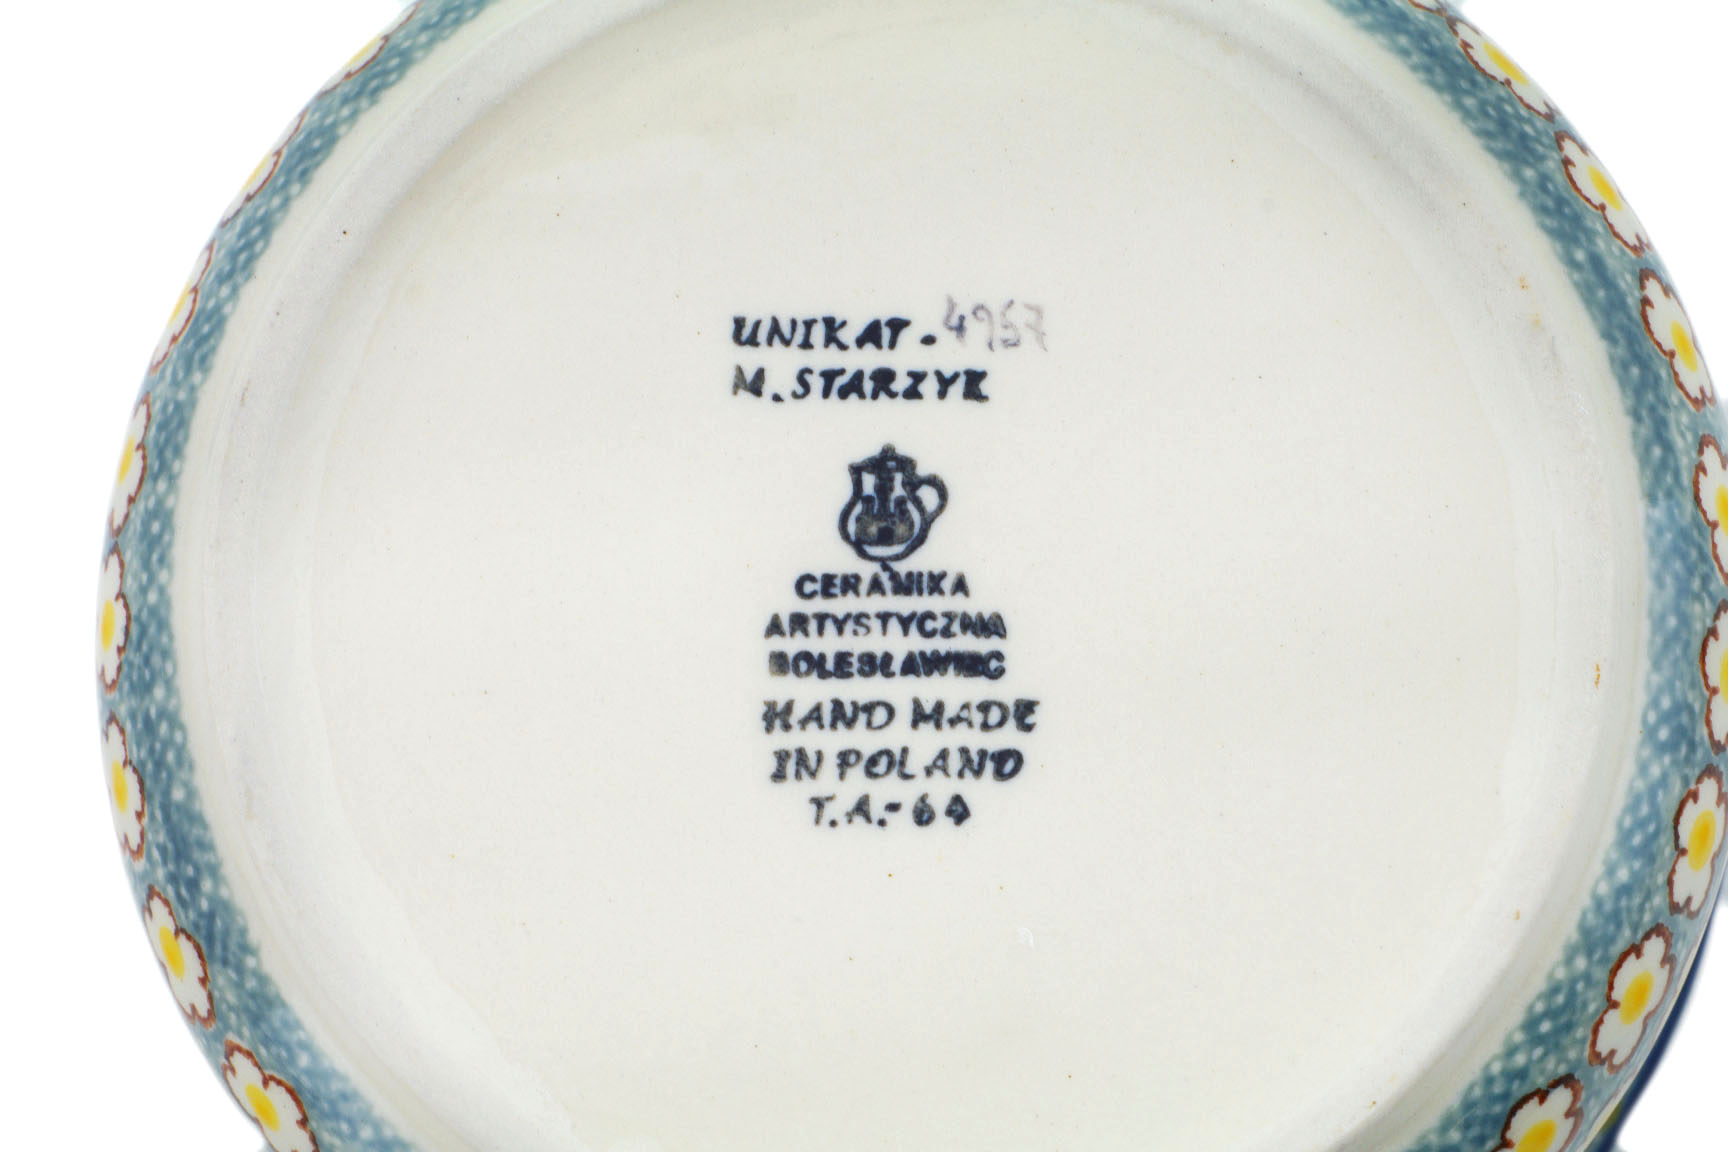 UNIKAT - 4957
M. STARZYK
CERAMIKA
ARTYSTYCZNA
BOLESŁAWIEC
HAND MADE
IN POLAND
T.A.-64